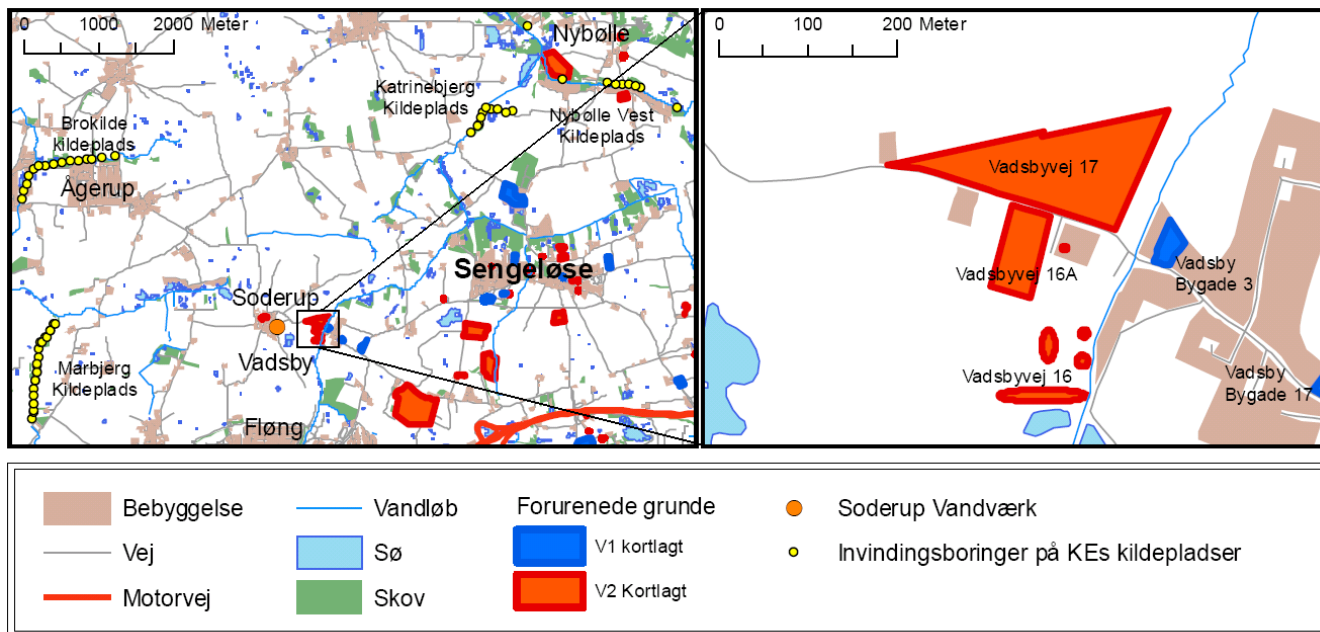 0 1000 2000 Meter
Nybølle
Katrinebjerg
Kildeplads
Nybølle Vest
Kildeplads
Brokilde
kildeplads
Ågerup
Sengeløse
Soderup
Vadsby
Marbjerg
Kildeplads
Fløng
0 100 200 Meter
Vadsbyvej 17
Vadsbyvej 16A
Vadsby
Bygade 3
Vadsbyvej 16
Vadsby
Bygade 17
Bebyggelse
Vej
Motorvej
Vandløb
Sø
Skov
Forurenede grunde
V1 kortlagt
V2 Kortlagt
Soderup Vandværk
Invindingsboringer på KEs kildepladser